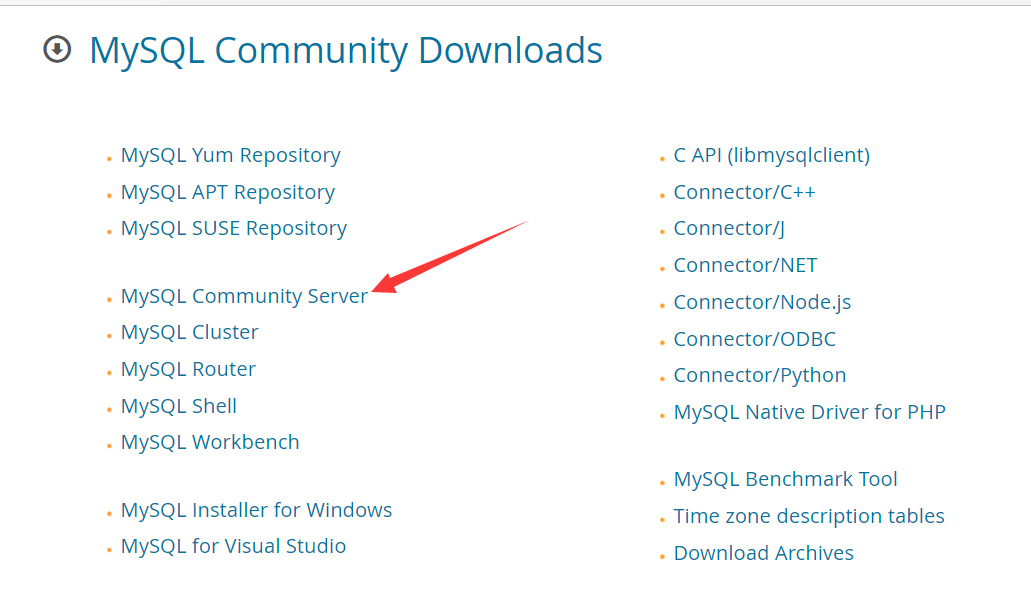 MySQL Community Downloads
MySQL Yum Repository
MySQL APT Repository
MySQL SUSE Repository
MySQL Community Server
MySQL Cluster
MySQL Router
MySQL Shell
MySQL Workbench
MySQL Installer for Windows
MySQL for Visual Studio
C API (libmysqlclient)
Connector/C++
Connector/J
Connector/NET
Connector/Node.js
Connector/ODBC
Connector/Python
MySQL Native Driver for PHP
MySQL Benchmark Tool
Time zone description tables
Download Archives